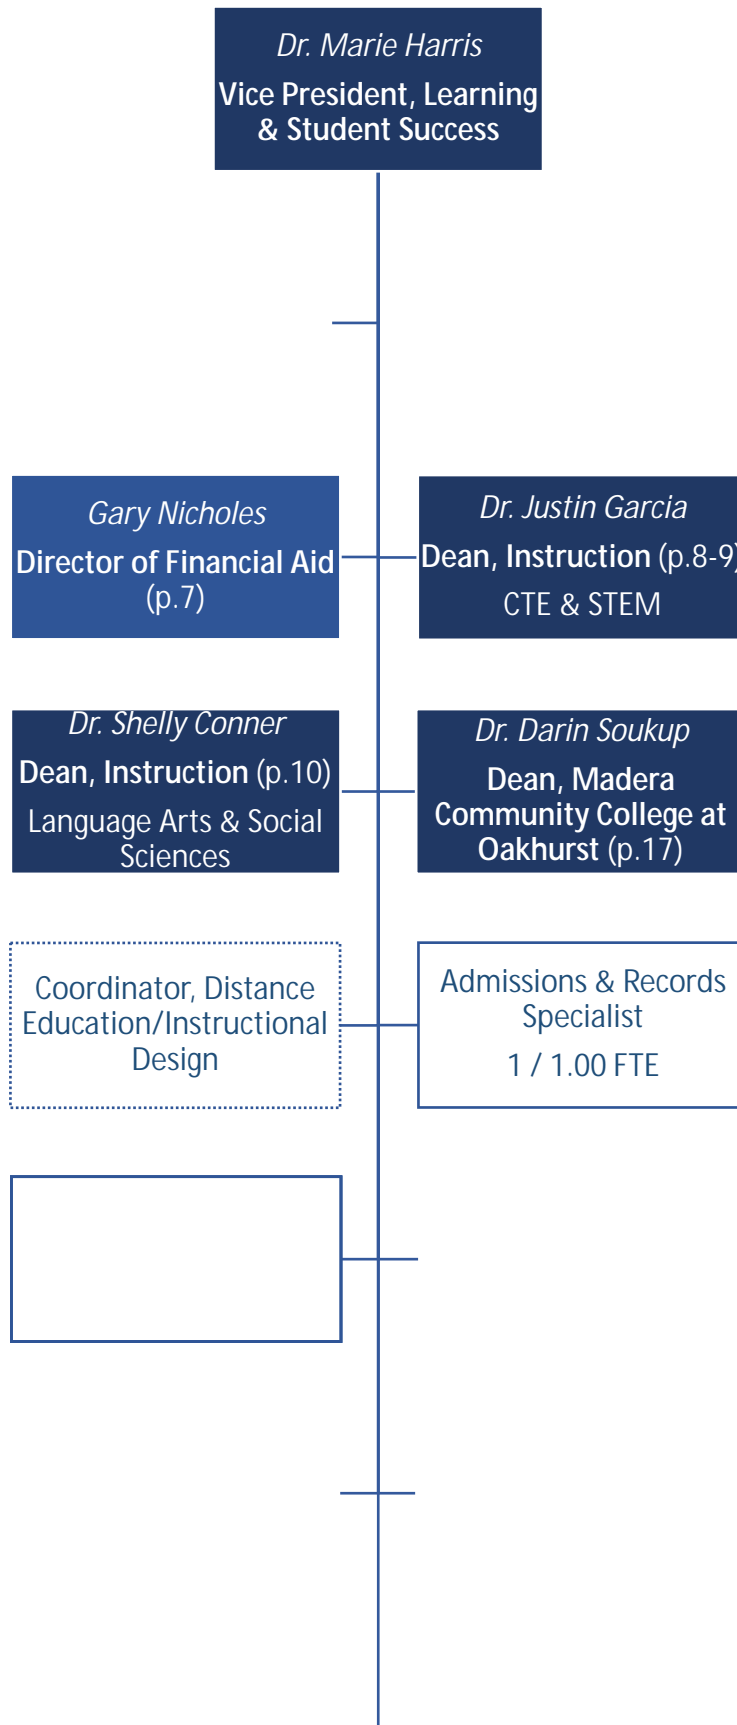 Dr. Marie Harris
Vice President, Learning
& Student Success
Gary Nicholes
Director of Financial Aid
(p.7)
Dr. Justin Garcia
Dean, Instruction (p.8-9)
CTE & STEM
Dr. Shelly Conner
Dean, Instruction (p.10)
Language Arts & Social
Sciences
Dr. Darin Soukup
Dean, Madera
Community College at
Oakhurst (p.17)
Coordinator, Distance
Education/Instructional
Design
Admissions & Records
Specialist
1 / 1.00 FTE